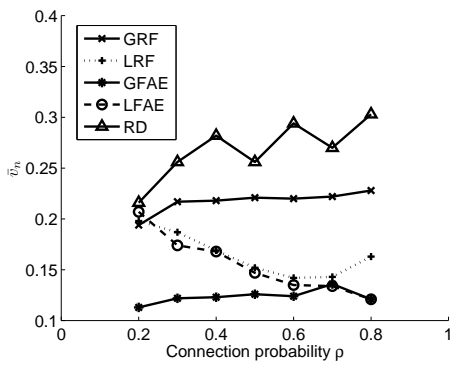 0.4
0.35
0.3
0.25
0.2
0.15
0.1
v̄ₙ
GRF
LRF
GFAE
LFAE
RD
0 0.2 0.4 0.6 0.8 1
Connection probability ρ